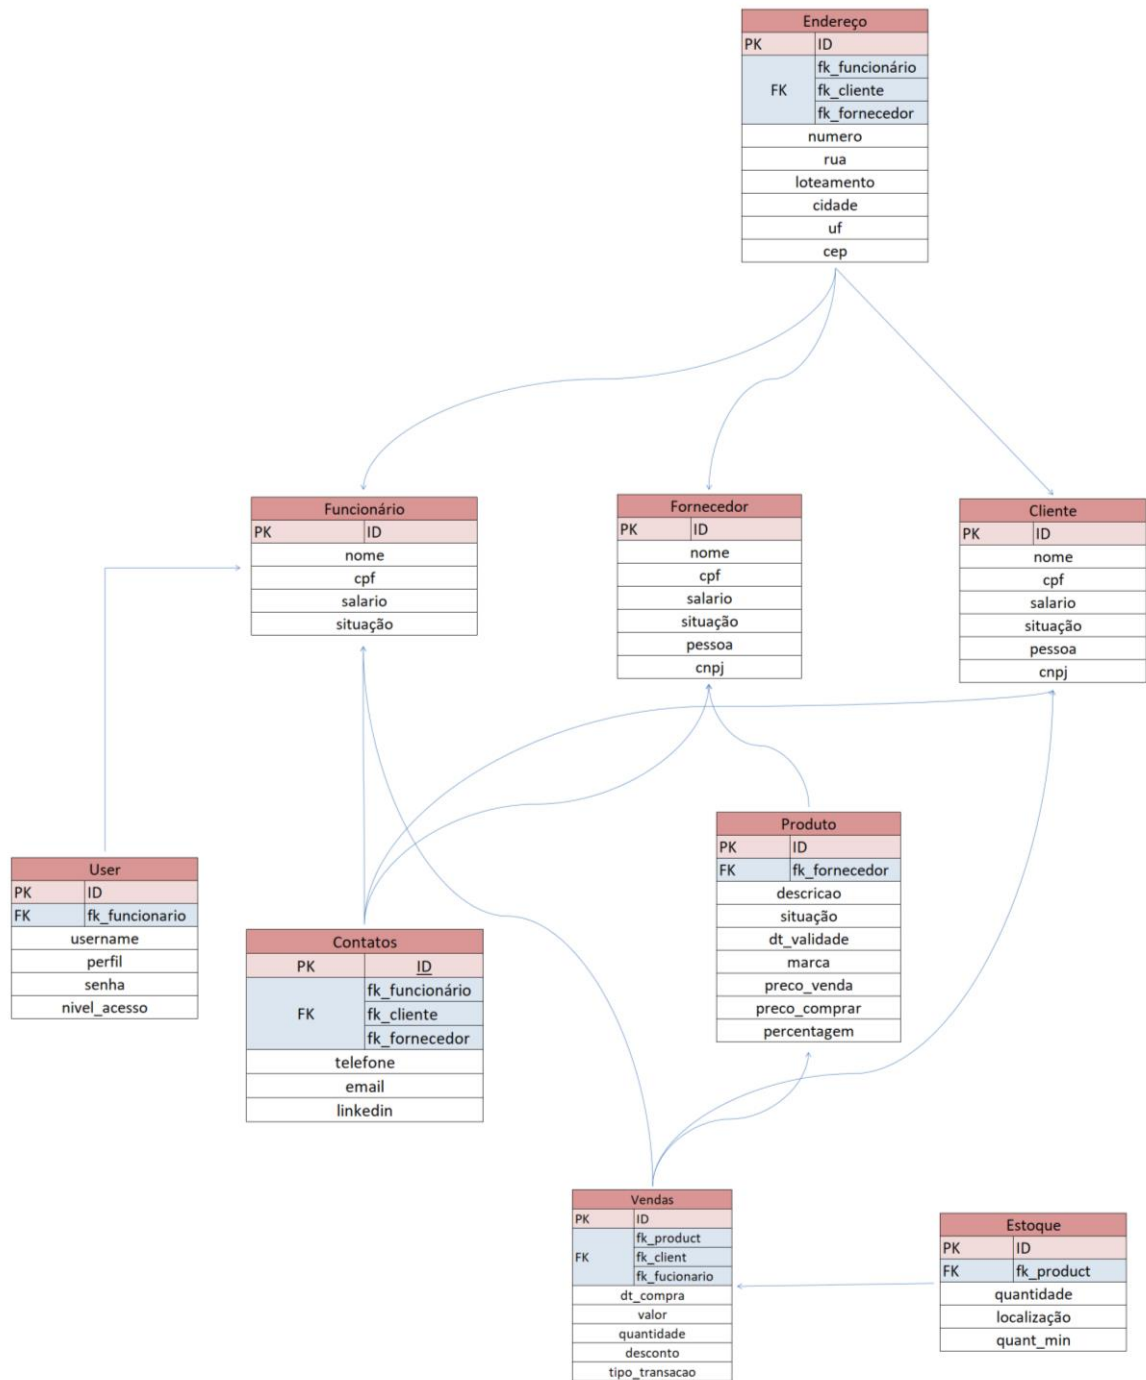 Endereço
PK ID
FK fk_funcionário
fk_cliente
fk_fornecedor
numero
rua
loteamento
cidade
uf
cep
Funcionário
PK ID
nome
cpf
salario
situação
Fornecedor
PK ID
nome
cpf
salario
situação
pessoa
cnpj
Cliente
PK ID
nome
cpf
salario
situação
pessoa
cnpj
User
PK ID
FK fk_funcionario
username
perfil
senha
nivel_acesso
Contatos
PK ID
FK fk_funcionário
fk_cliente
fk_fornecedor
telefone
email
linkedin
Produto
PK ID
FK fk_fornecedor
descricao
situação
dt_validade
marca
preco_venda
preco_comprar
percentagem
Vendas
PK ID
FK fk_product
fk_client
fk_fucionario
dt_compra
valor
quantidade
desconto
tipo_transacao
Estoque
PK ID
FK fk_product
quantidade
localização
quant_min